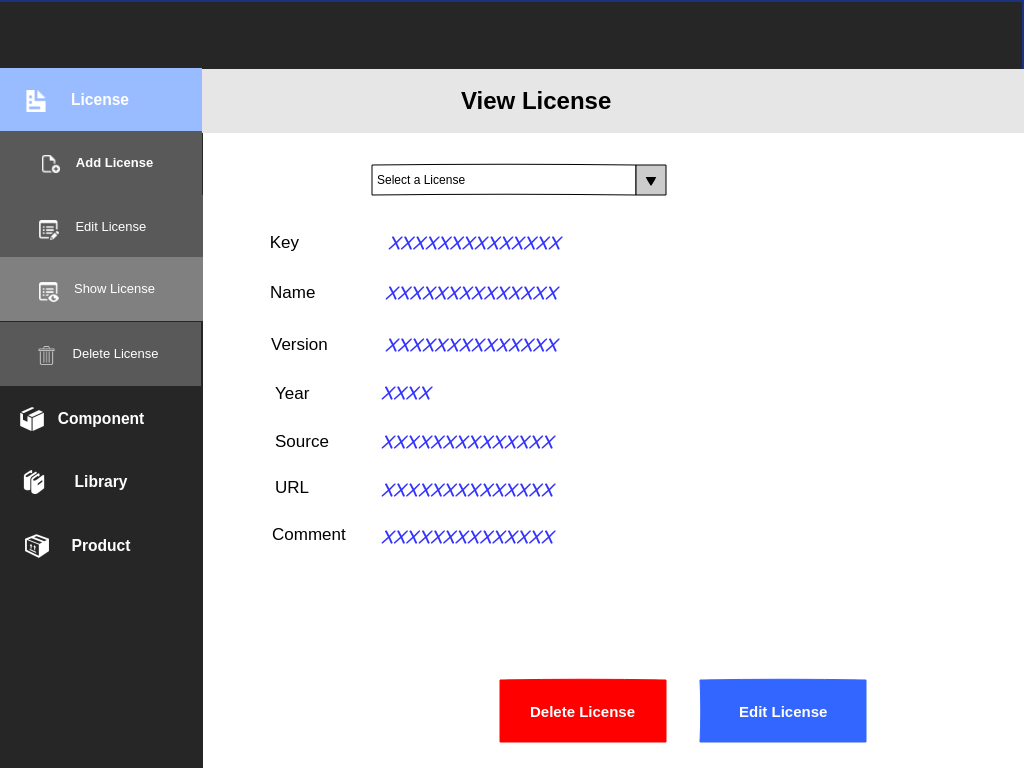 License
View License
Add License
Select a License
Edit License
Key XXXXXXXXXXXXXX
Show License
Name XXXXXXXXXXXXXX
Version XXXXXXXXXXXXXX
Delete License
Year XXXX
Component
Source XXXXXXXXXXXXXX
Library
URL XXXXXXXXXXXXXX
Product
Comment XXXXXXXXXXXXXX
Delete License
Edit License